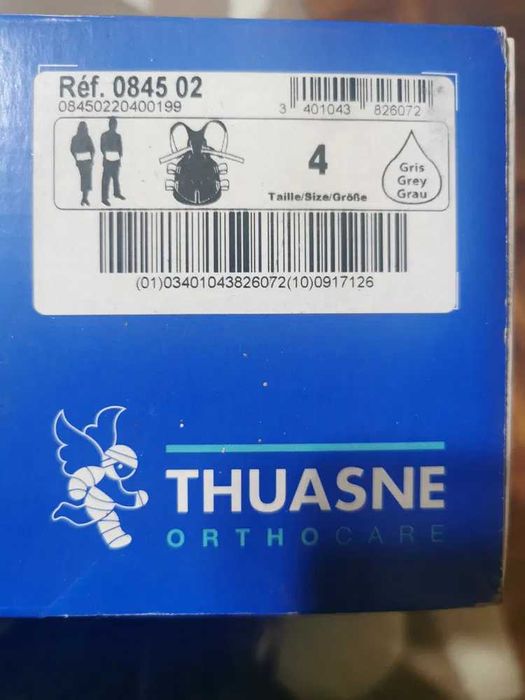 Réf. 0845 02
08450220400199
3 401043 826072
4
Taille/Size/Größe
Gris
Grey
Grau
(01)03401043826072(10)0917126
THUASNE
ORTHOCARE